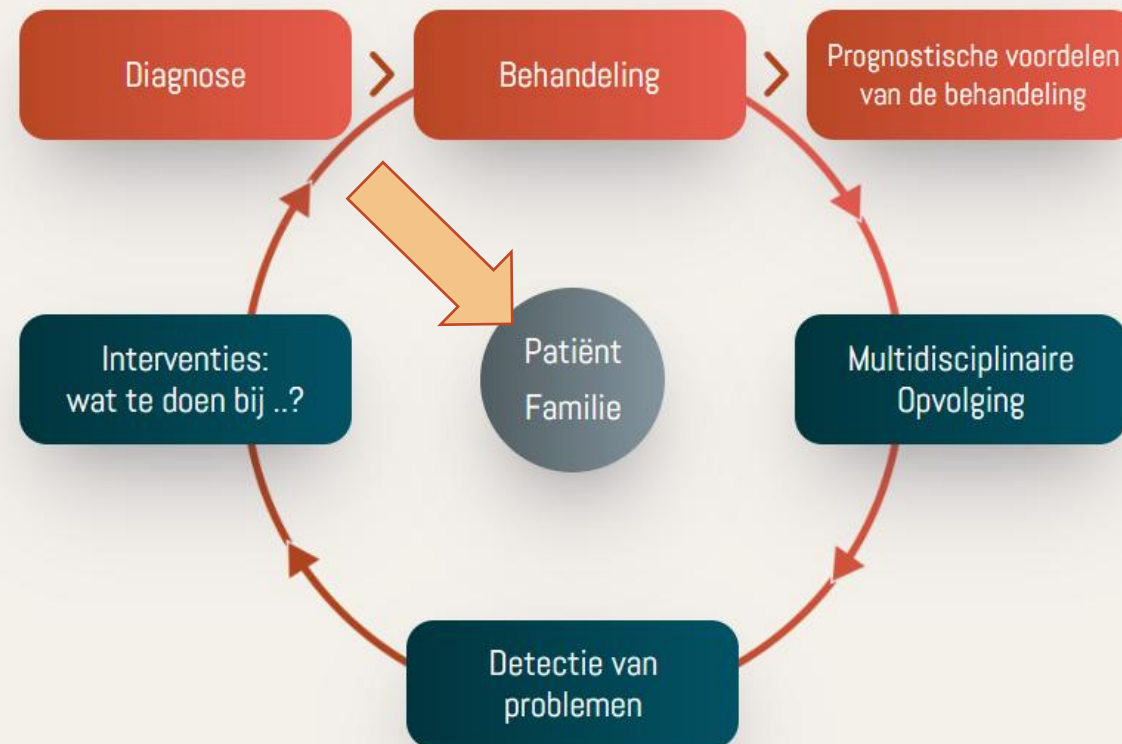 Diagnose
Behandeling
Prognostische voordelen
van de behandeling
Interventies:
wat te doen bij ..?
Patiënt
Familie
Multidisciplinaire
Opvolging
Detectie van
problemen